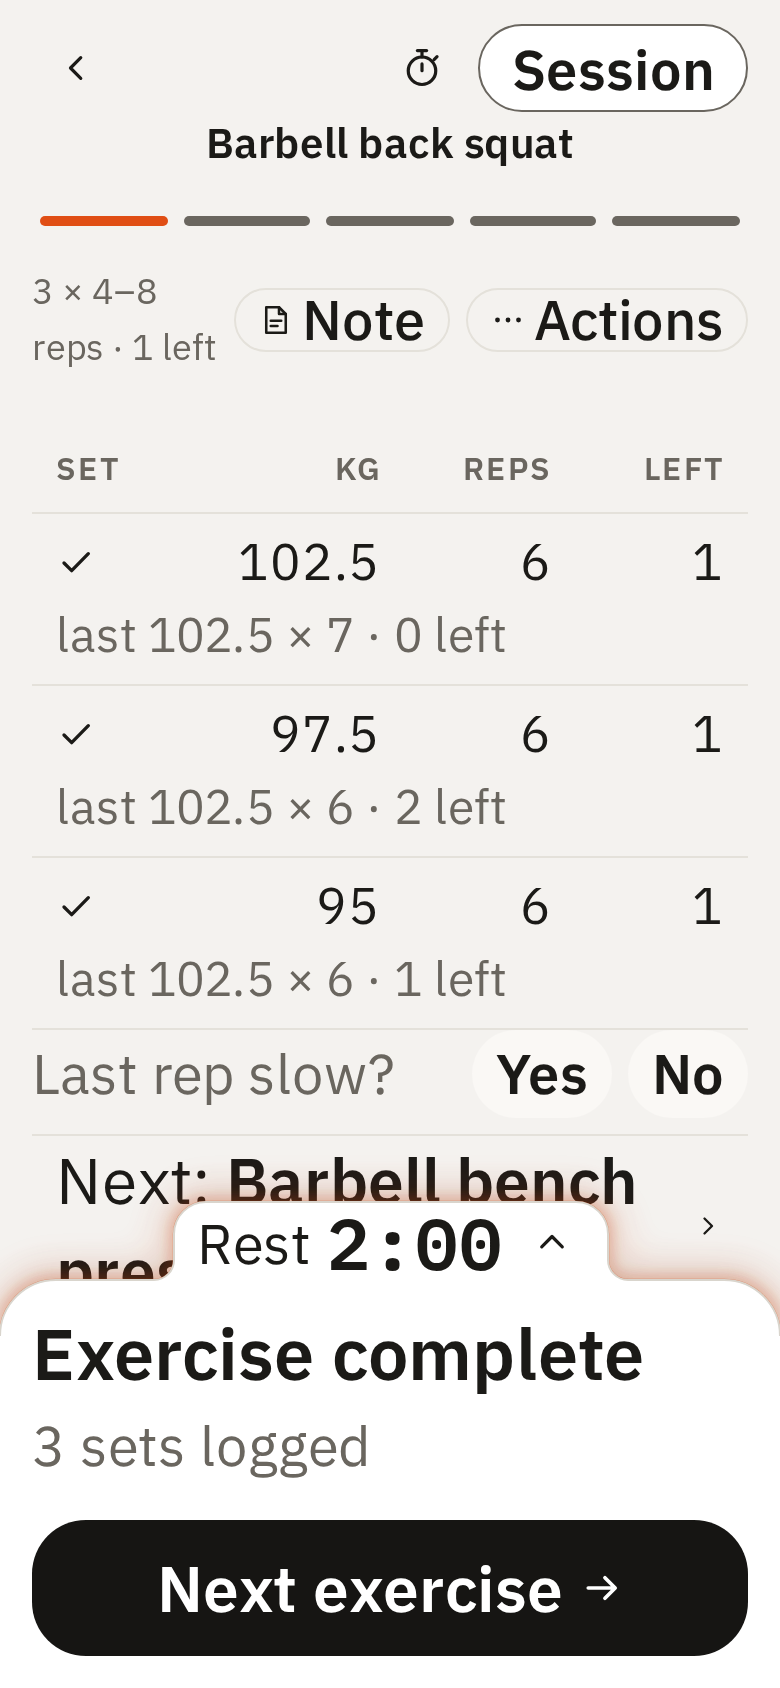 Session
Barbell back squat
3 × 4–8
reps · 1 left
Note
Actions
SET KG REPS LEFT
102.5 6 1
last 102.5 × 7 · 0 left
97.5 6 1
last 102.5 × 6 · 2 left
95 6 1
last 102.5 × 6 · 1 left
Last rep slow? Yes No
Next: Barbell bench
Rest 2:00
Exercise complete
3 sets logged
Next exercise →